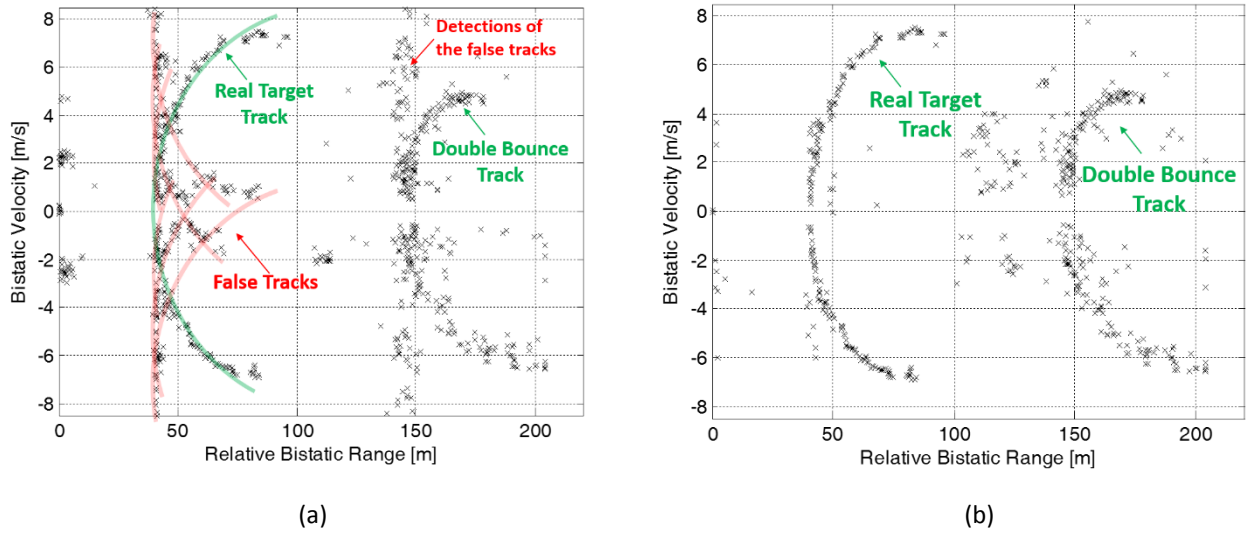 8
6
4
2
0
-2
-4
-6
-8
Bistatic Velocity [m/s]
Real Target
Track
False Tracks
Detections of
the false tracks
Double Bounce
Track
0 50 100 150 200
Relative Bistatic Range [m]
(a)
8
6
4
2
0
-2
-4
-6
-8
Bistatic Velocity [m/s]
Real Target
Track
Double Bounce
Track
0 50 100 150 200
Relative Bistatic Range [m]
(b)